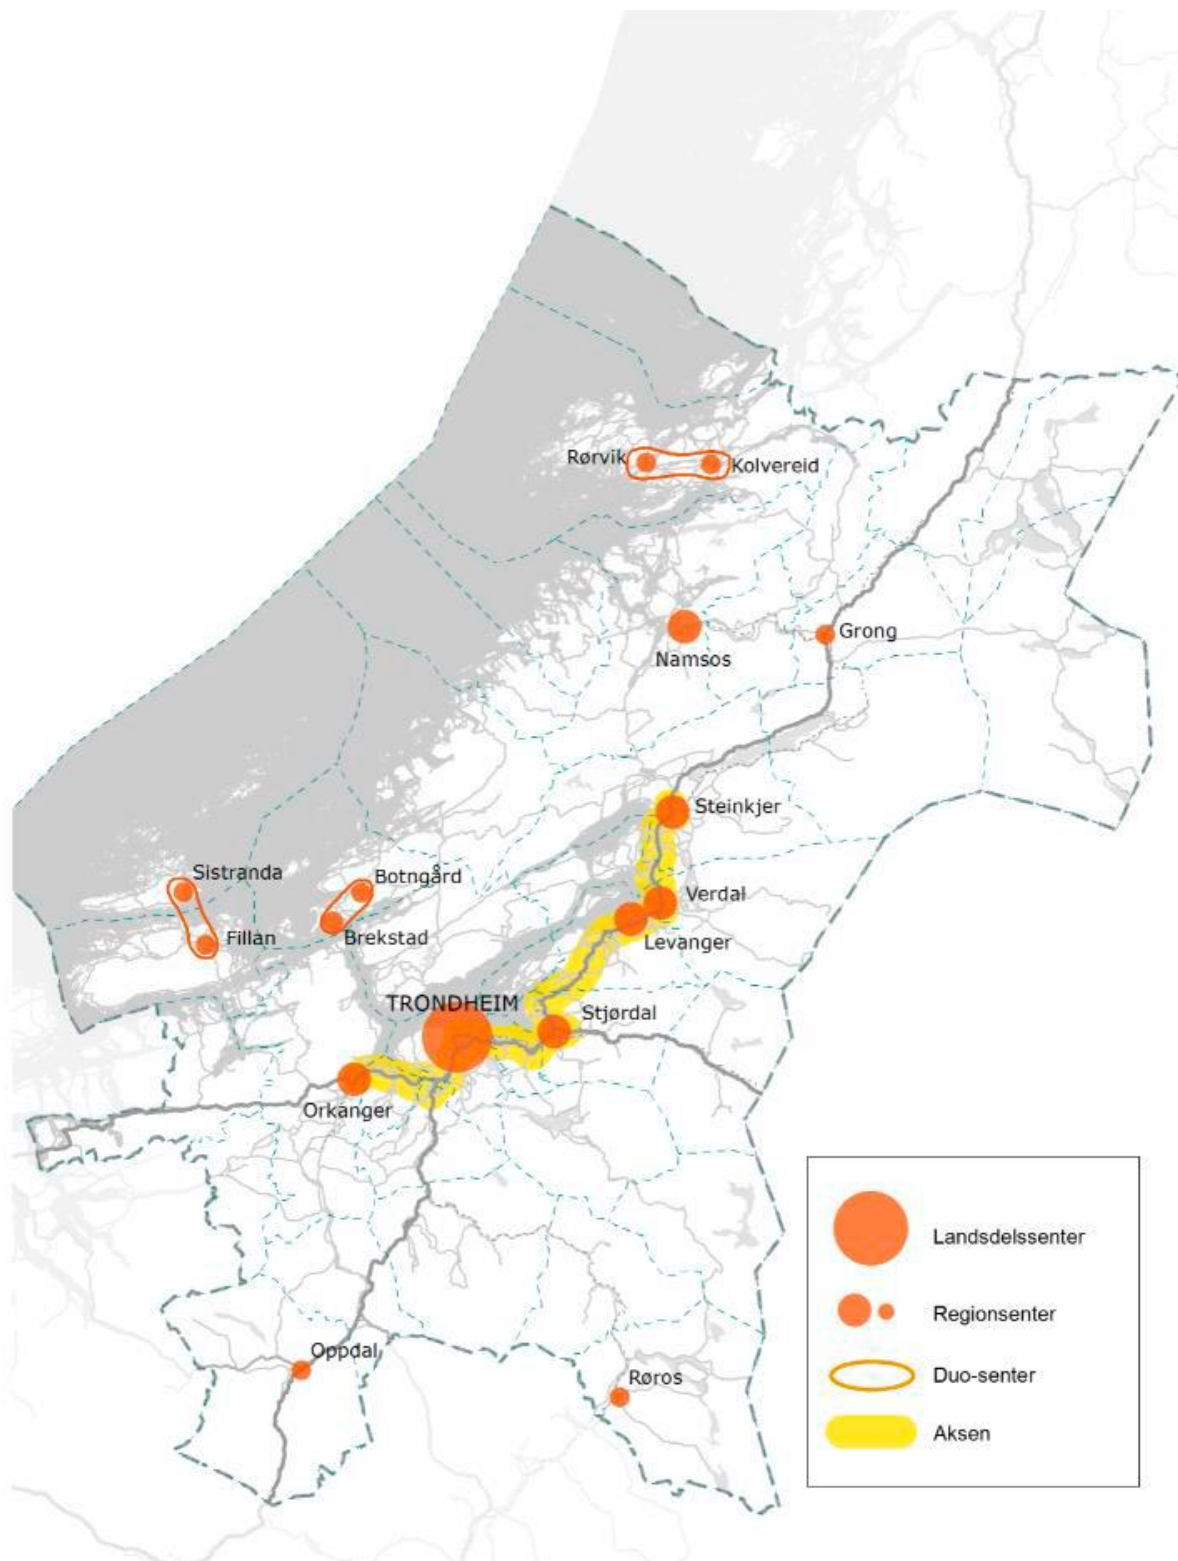 Rørvik
Kolvereid
Grong
Namsos
Steinkjer
Sistranda
Botngård
Verdal
Fillan
Brekstad
Levanger
TRONDHEIM
Stjørdal
Orkanger
Landsdelssenter
Regionsenter
Oppdal
Røros
Duo-senter
Aksen